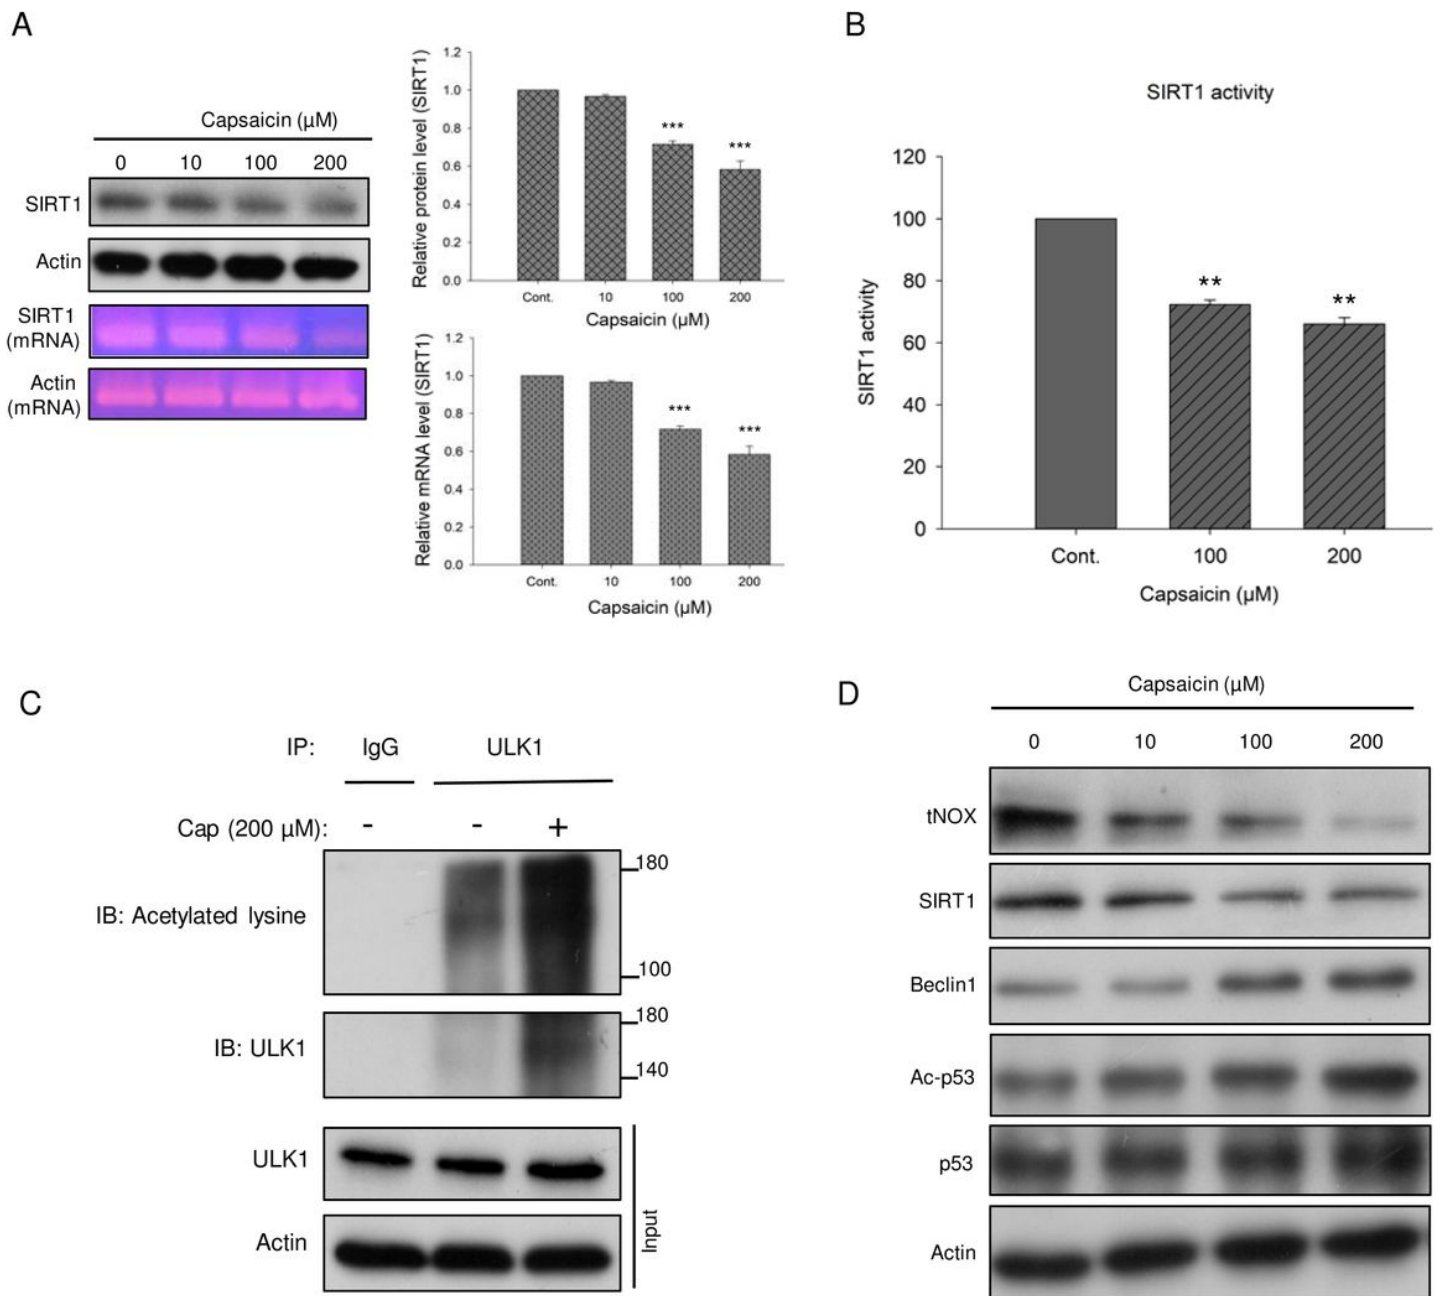 A
Capsaicin (µM)
0 10 100 200
SIRT1
Actin
SIRT1
(mRNA)
Actin
(mRNA)
Relative protein level (SIRT1)
1.2
1.0
0.8
0.6
0.4
0.2
0.0
***
***
Cont. 10 100 200
Capsaicin (µM)
Relative mRNA level (SIRT1)
1.2
1.0
0.8
0.6
0.4
0.2
0.0
***
***
Cont. 10 100 200
Capsaicin (µM)
B
SIRT1 activity
SIRT1 activity
120
100
80
60
40
20
0
**
**
Cont. 100 200
Capsaicin (µM)
C
IP: IgG ULK1
Cap (200 µM): - - +
IB: Acetylated lysine
180
100
IB: ULK1
180
140
ULK1
Actin
Input
D
Capsaicin (µM)
0 10 100 200
tNOX
SIRT1
Beclin1
Ac-p53
p53
Actin